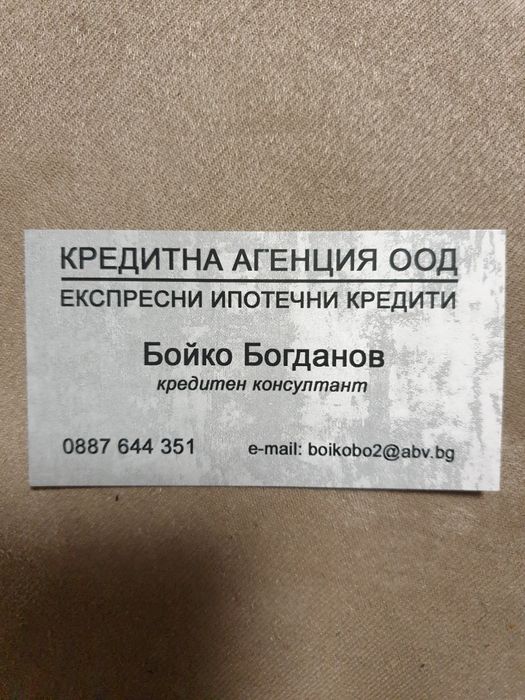 КРЕДИТНА АГЕНЦИЯ ООД
ЕКСПРЕСНИ ИПОТЕЧНИ КРЕДИТИ
Бойко Богданов
кредитен консултант
0887 644 351 e-mail: boikobo2@abv.bg